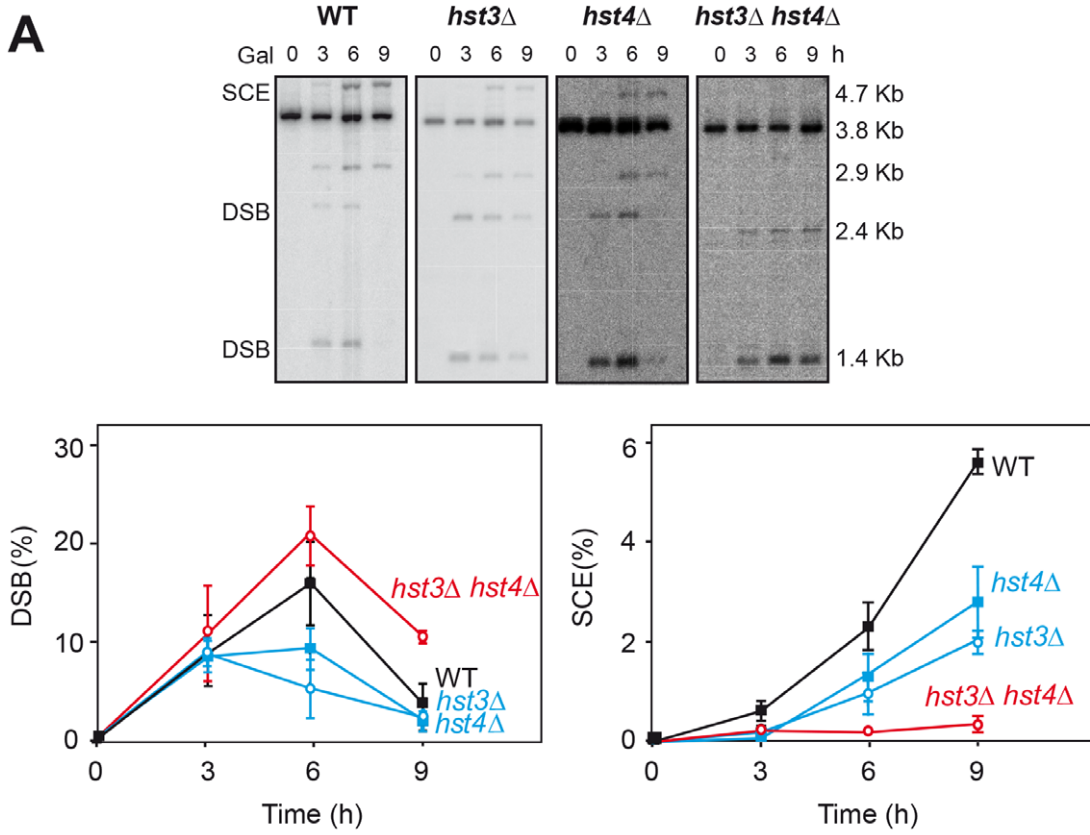 A
WT hst3Δ hst4Δ hst3Δ hst4Δ
Gal 0 3 6 9 0 3 6 9 0 3 6 9 0 3 6 9 h
SCE 4.7 Kb
3.8 Kb
2.9 Kb
DSB 2.4 Kb
DSB 1.4 Kb
DSB(%)
30
20
10
0
0 3 6 9
Time (h)
hst3Δ hst4Δ
WT
hst3Δ
hst4Δ
SCE(%)
6
4
2
0
0 3 6 9
Time (h)
WT
hst4Δ
hst3Δ
hst3Δ hst4Δ